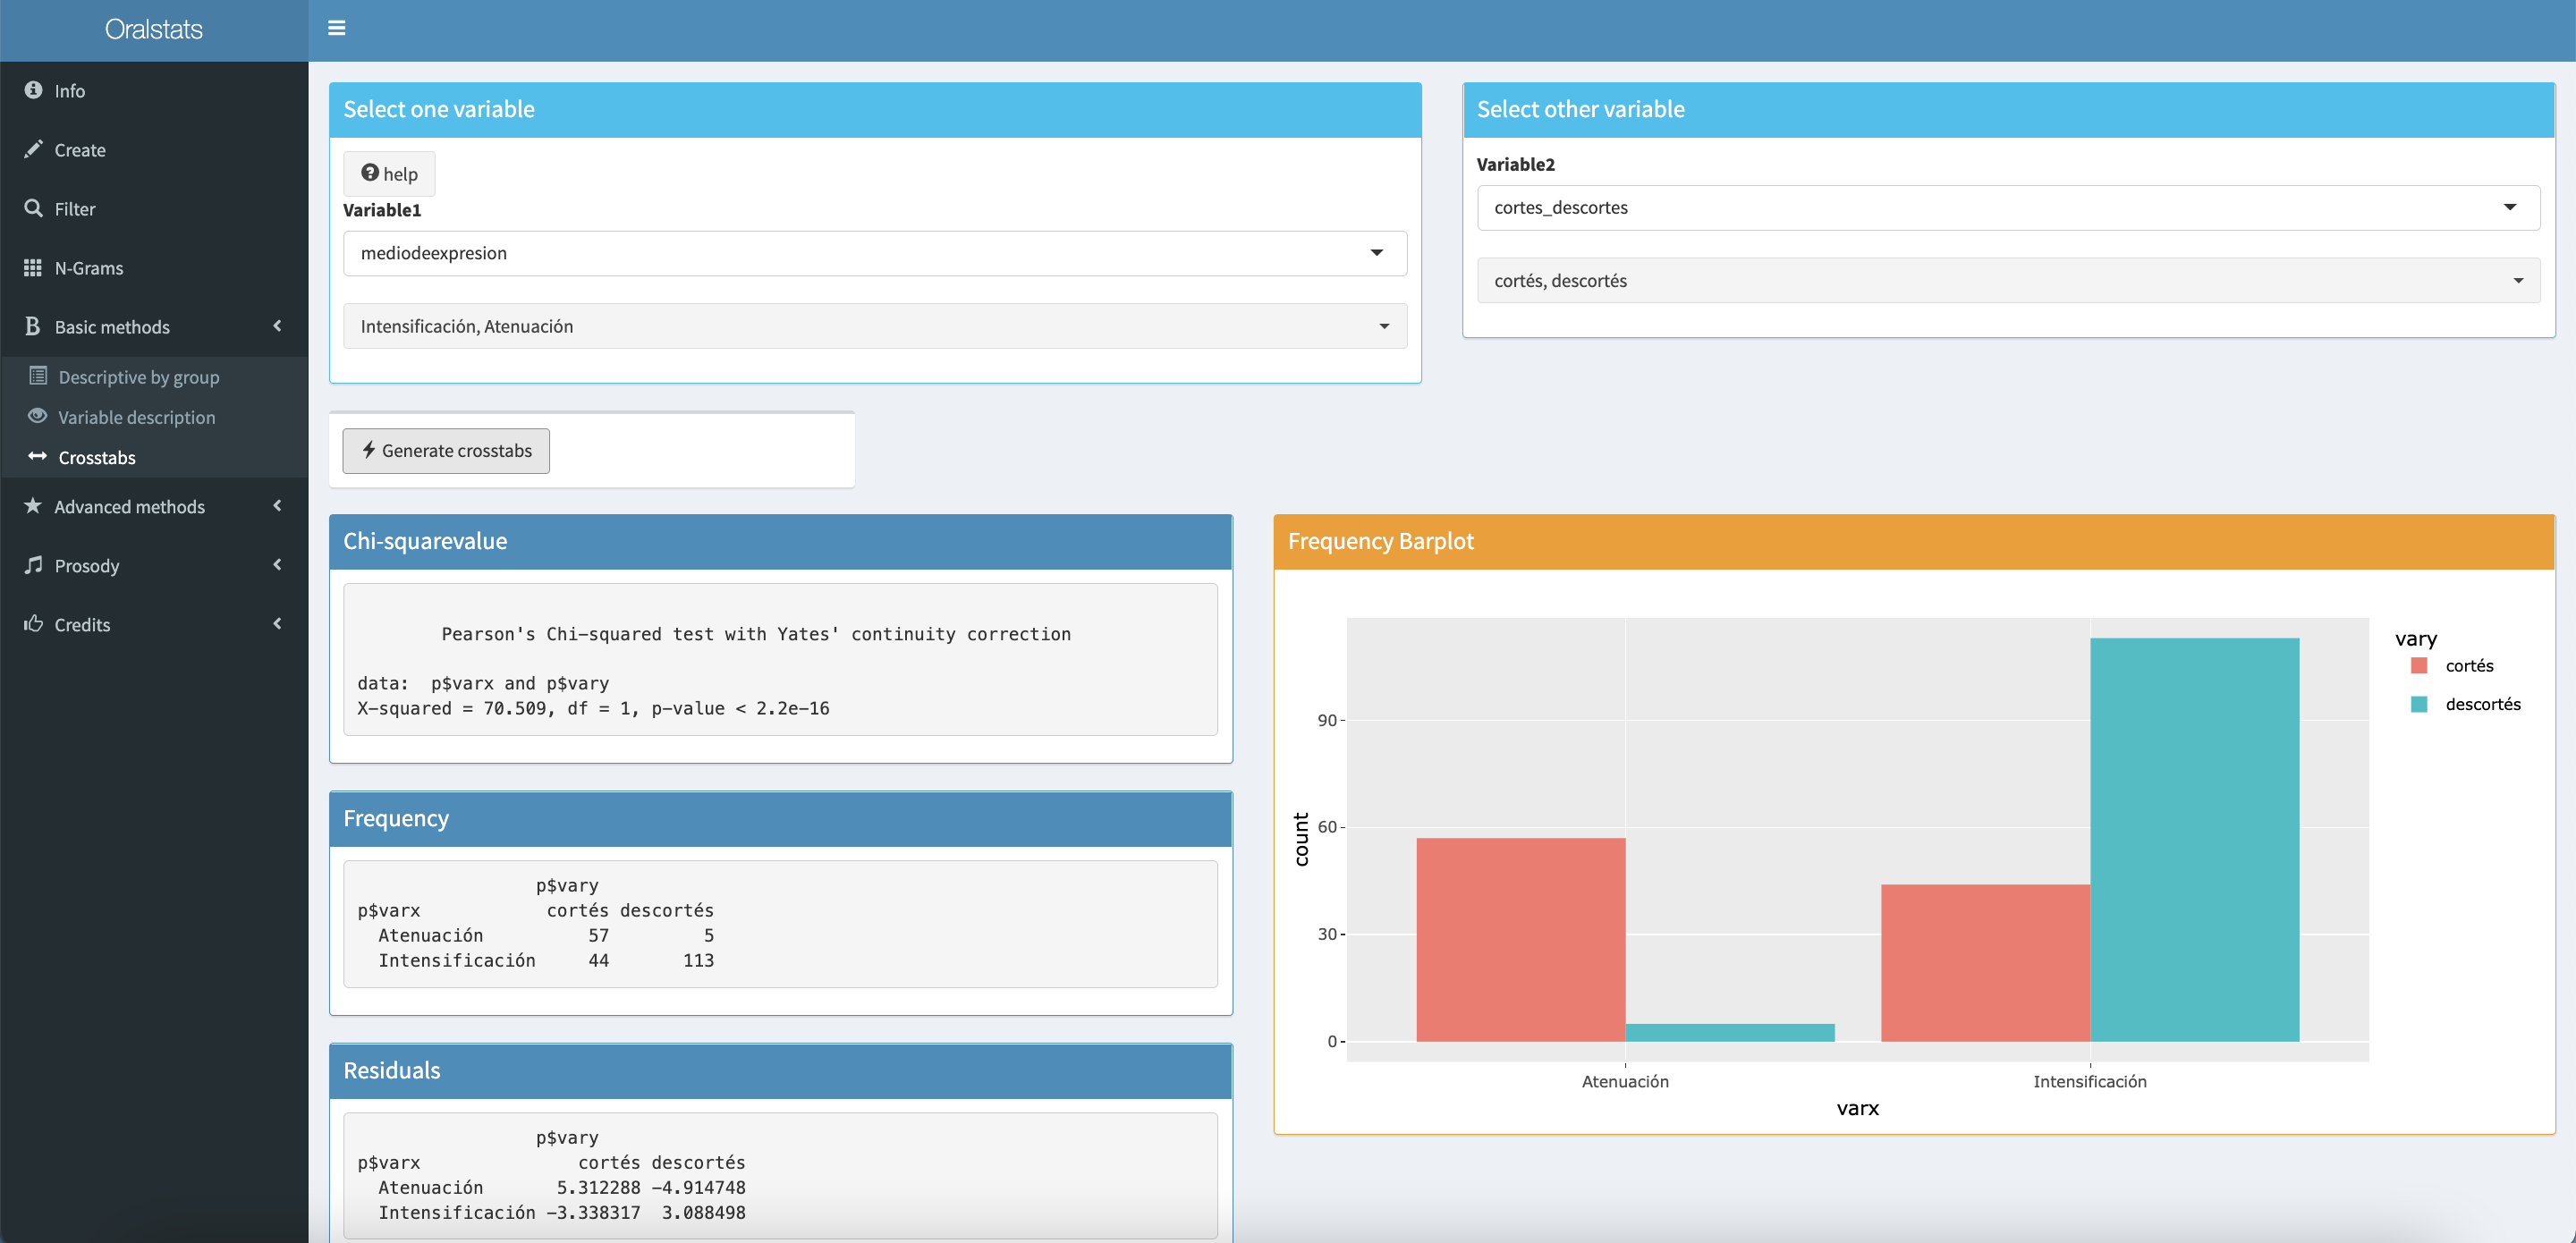 Oralstats
Info
Create
Filter
N-Grams
Basic methods
Descriptive by group
Variable description
Crosstabs
Advanced methods
Prosody
Credits
Select one variable
help
Variable1
mediodeexpresion
Intensificación, Atenuación
Select other variable
Variable2
cortes_descortes
cortés, descortés
Generate crosstabs
Chi-squarevalue
Pearson's Chi-squared test with Yates' continuity correction
data:  p$varx and p$vary
X-squared = 70.509, df = 1, p-value < 2.2e-16
Frequency
p$vary
p$varx cortés descortés
Atenuación 57 5
Intensificación 44 113
Residuals
p$vary
p$varx cortés descortés
Atenuación 5.312288 -4.914748
Intensificación -3.338317 3.088498
Frequency Barplot
vary
cortés
descortés
count
90
60
30
0
Atenuación Intensificación
varx